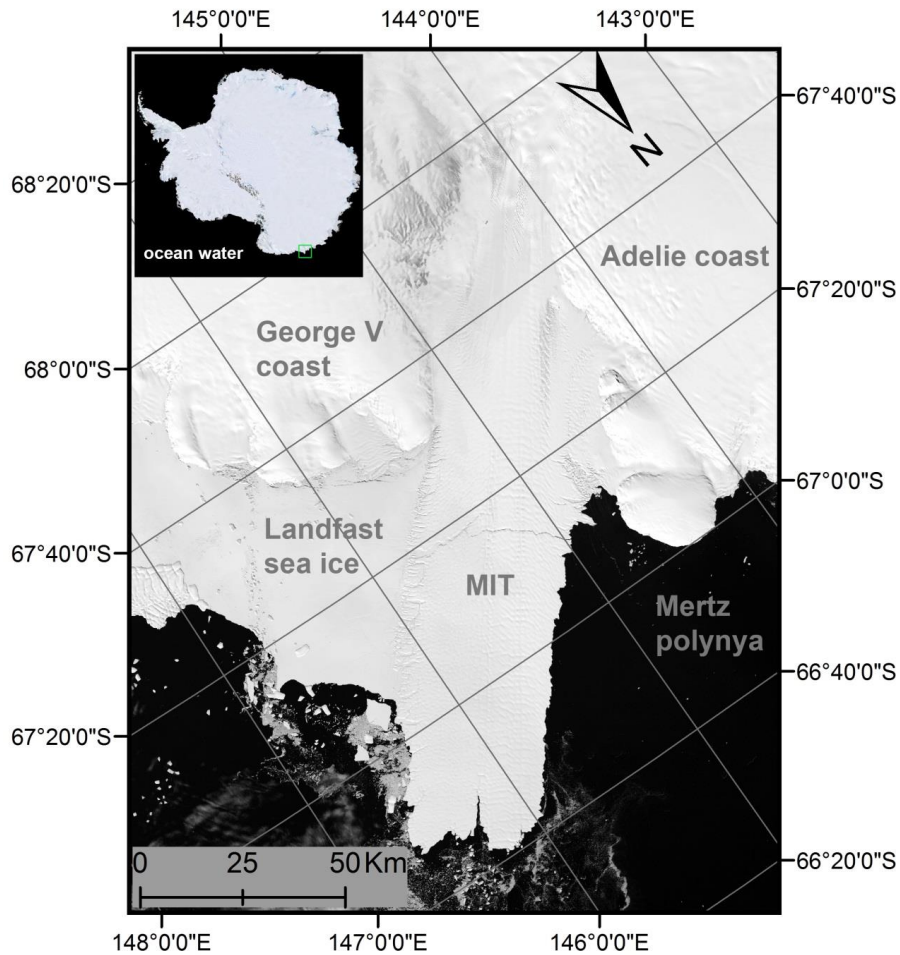 145°0'0"E
144°0'0"E
143°0'0"E
67°40'0"S
N
68°20'0"S
ocean water
Adelie coast
67°20'0"S
George V
coast
68°0'0"S
67°0'0"S
Landfast
sea ice
67°40'0"S
MIT
Mertz
polynya
66°40'0"S
67°20'0"S
66°20'0"S
0 25 50 Km
148°0'0"E
147°0'0"E
146°0'0"E